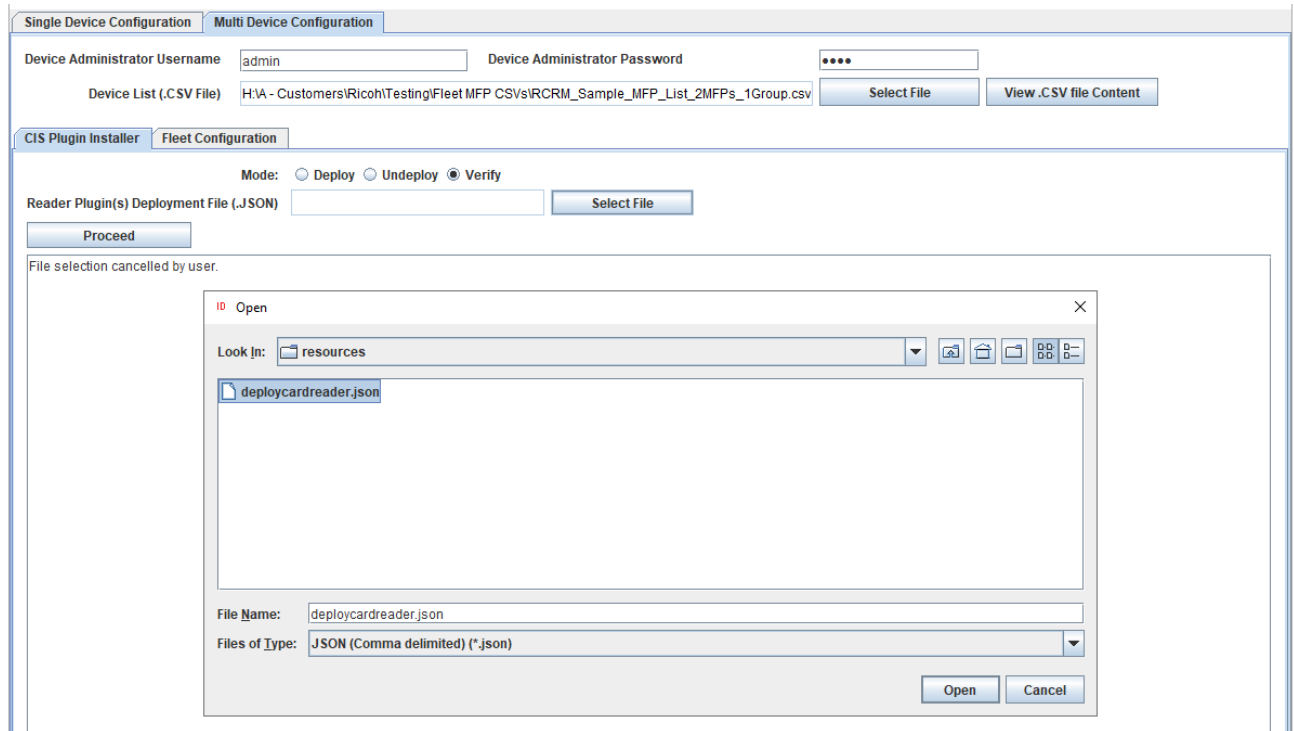 Single Device Configuration Multi Device Configuration
Device Administrator Username admin Device Administrator Password ••••
Device List (.CSV File) H:\A - Customers\Ricoh\Testing\Fleet MFP CSVs\RCRM_Sample_MFP_List_2MFPs_1Group.csv Select File View .CSV file Content
CIS Plugin Installer Fleet Configuration
Mode: Deploy Undeploy Verify
Reader Plugin(s) Deployment File (.JSON) Select File
Proceed
File selection cancelled by user.
ID Open
Look In: resources
deploycardreader.json
File Name: deploycardreader.json
Files of Type: JSON (Comma delimited) (*.json)
Open Cancel